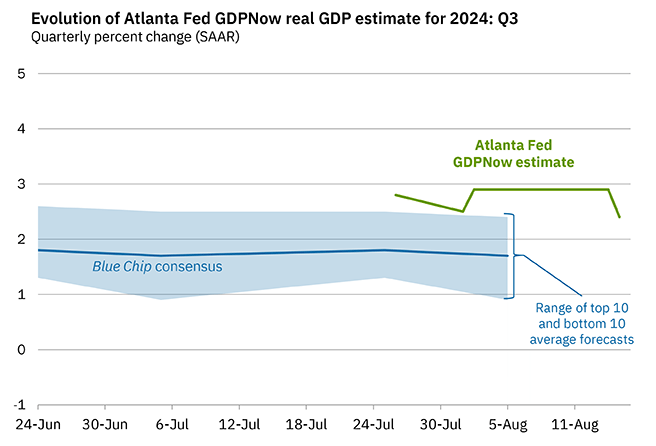 Evolution of Atlanta Fed GDPNow real GDP estimate for 2024: Q3
Quarterly percent change (SAAR)
5
4
Atlanta Fed
GDPNow estimate
3
2
Blue Chip consensus
1
Range of top 10
and bottom 10
average forecasts
0
-1
24-Jun 30-Jun 6-Jul 12-Jul 18-Jul 24-Jul 30-Jul 5-Aug 11-Aug